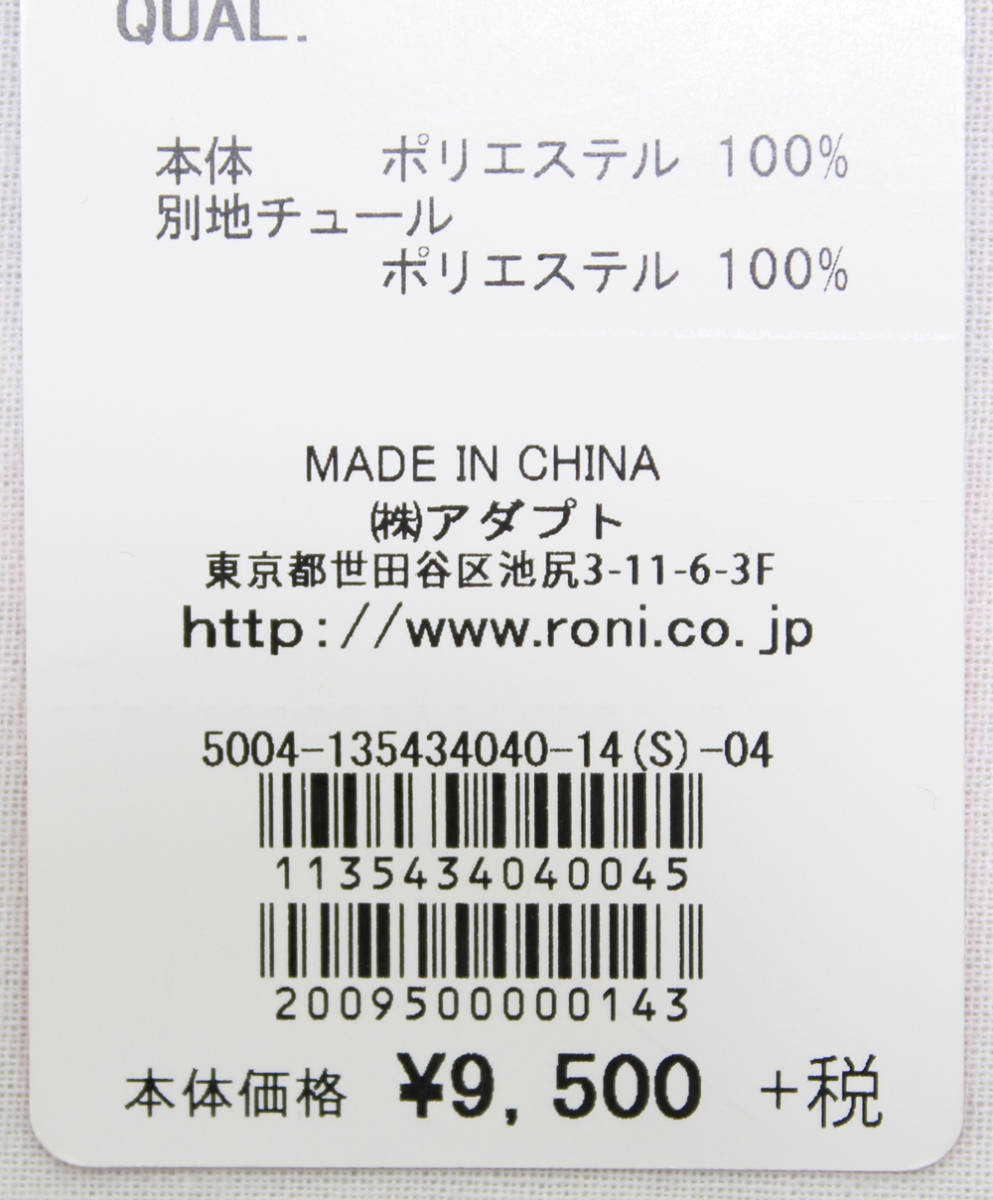 QUAL.
本体 ポリエステル 100%
別地チュール
ポリエステル 100%
MADE IN CHINA
㈱アダプト
東京都世田谷区池尻3-11-6-3F
http://www.roni.co.jp
5004-135434040-14(S)-04
1135434040045
2009500000143
本体価格 ¥9,500 +税